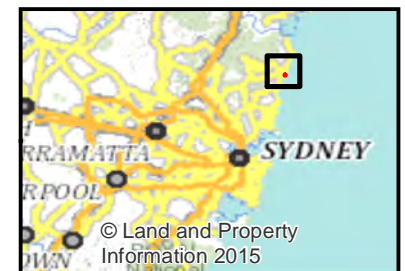 H
RRAMATTA
SYDNEY
RPOOL
© Land and Property
OWN
Information 2015